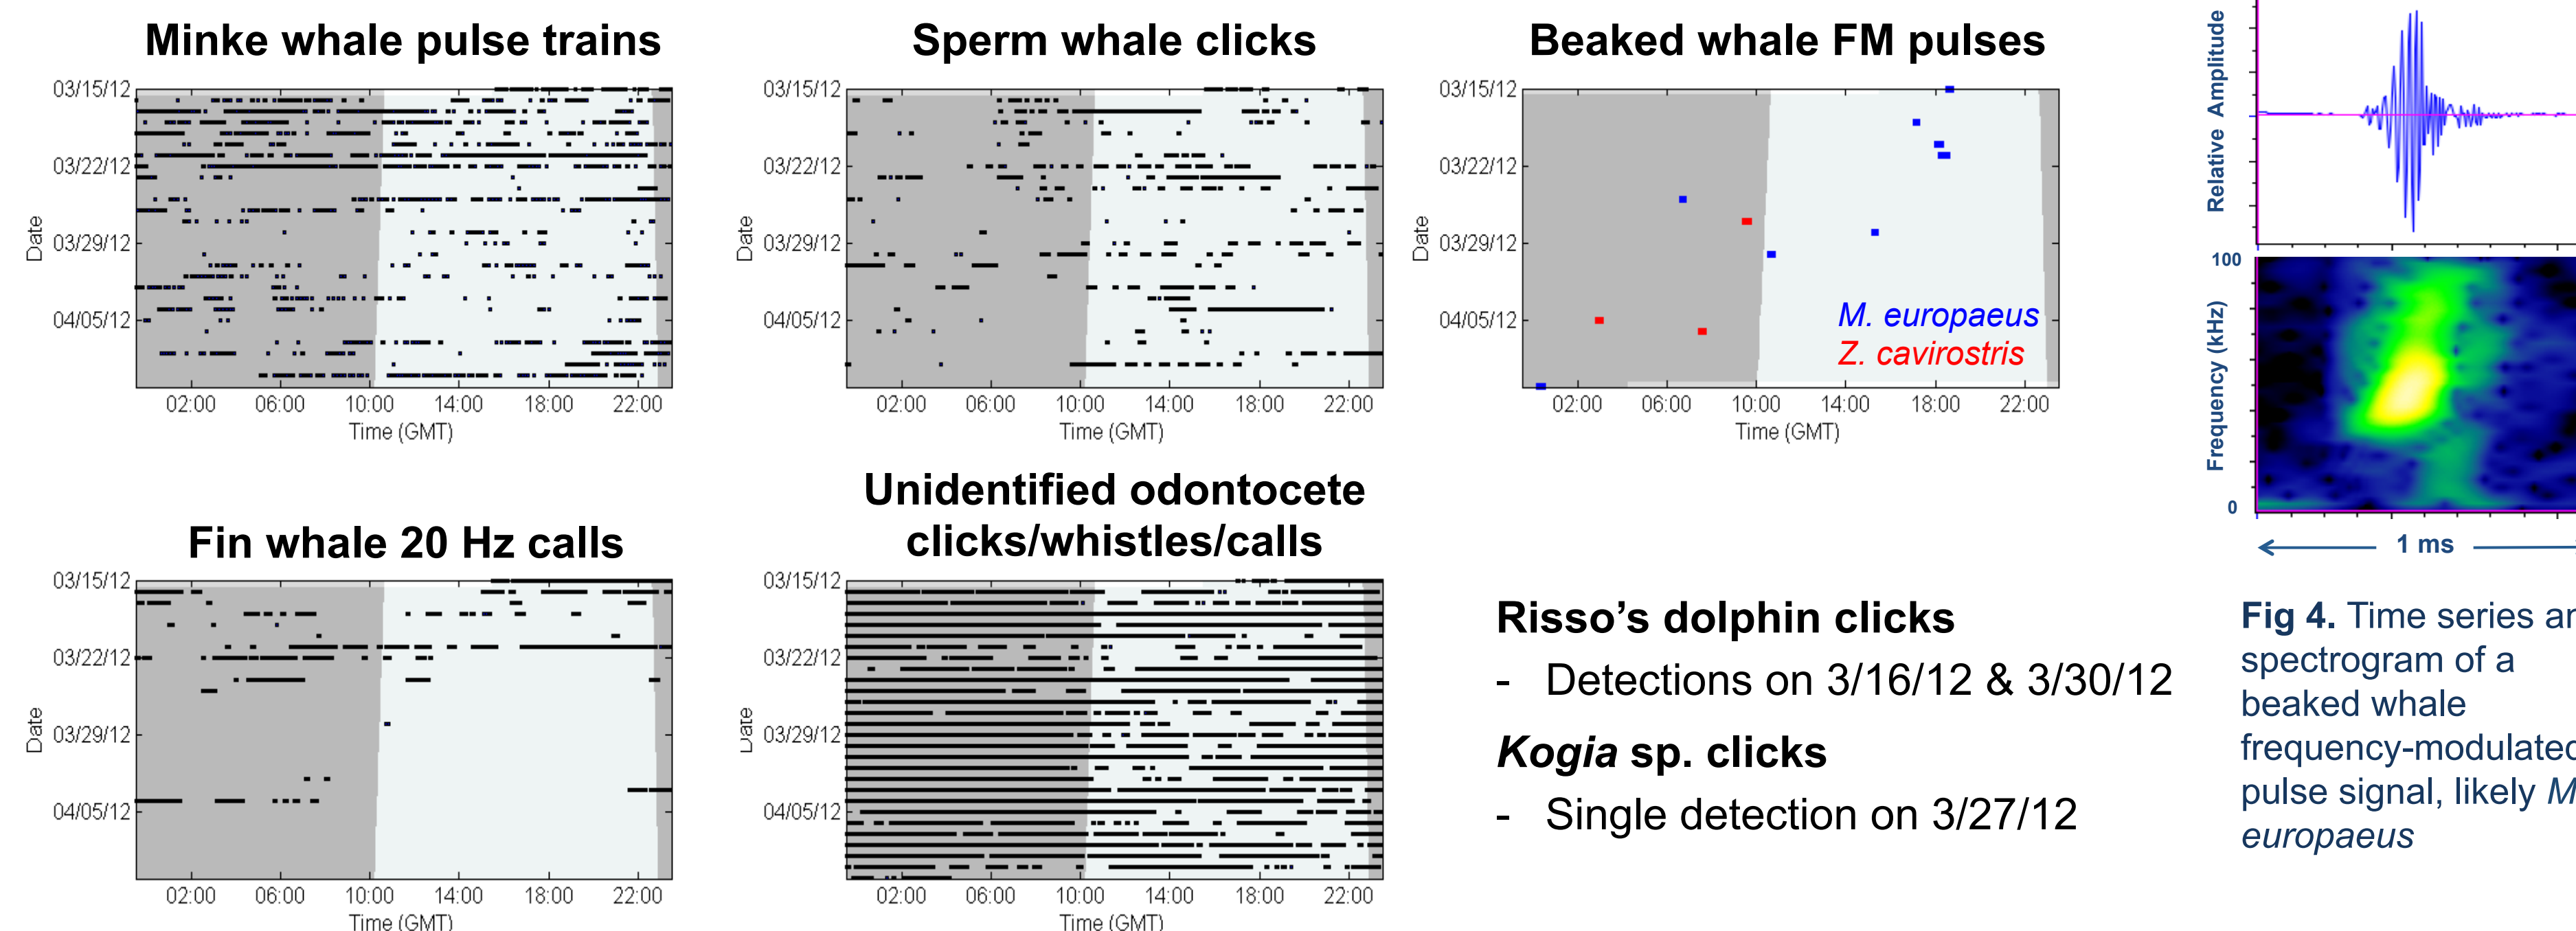 Minke whale pulse trains
03/15/12
03/22/12
03/29/12
04/05/12
Date
02:00 06:00 10:00 14:00 18:00 22:00
Time (GMT)
Sperm whale clicks
03/15/12
03/22/12
03/29/12
04/05/12
Date
02:00 06:00 10:00 14:00 18:00 22:00
Time (GMT)
Beaked whale FM pulses
03/15/12
03/22/12
03/29/12
04/05/12
Date
M. europaeus
Z. cavirostris
02:00 06:00 10:00 14:00 18:00 22:00
Time (GMT)
Fin whale 20 Hz calls
03/15/12
03/22/12
03/29/12
04/05/12
Date
02:00 06:00 10:00 14:00 18:00 22:00
Time (GMT)
Unidentified odontocete
clicks/whistles/calls
03/15/12
03/22/12
03/29/12
04/05/12
Date
02:00 06:00 10:00 14:00 18:00 22:00
Time (GMT)
Risso’s dolphin clicks
- Detections on 3/16/12 & 3/30/12
Kogia sp. clicks
- Single detection on 3/27/12
Relative Amplitude
100
Frequency (kHz)
0
1 ms
Fig 4. Time series
spectrogram of a
beaked whale
frequency-modulated
pulse signal, likely M
europaeus